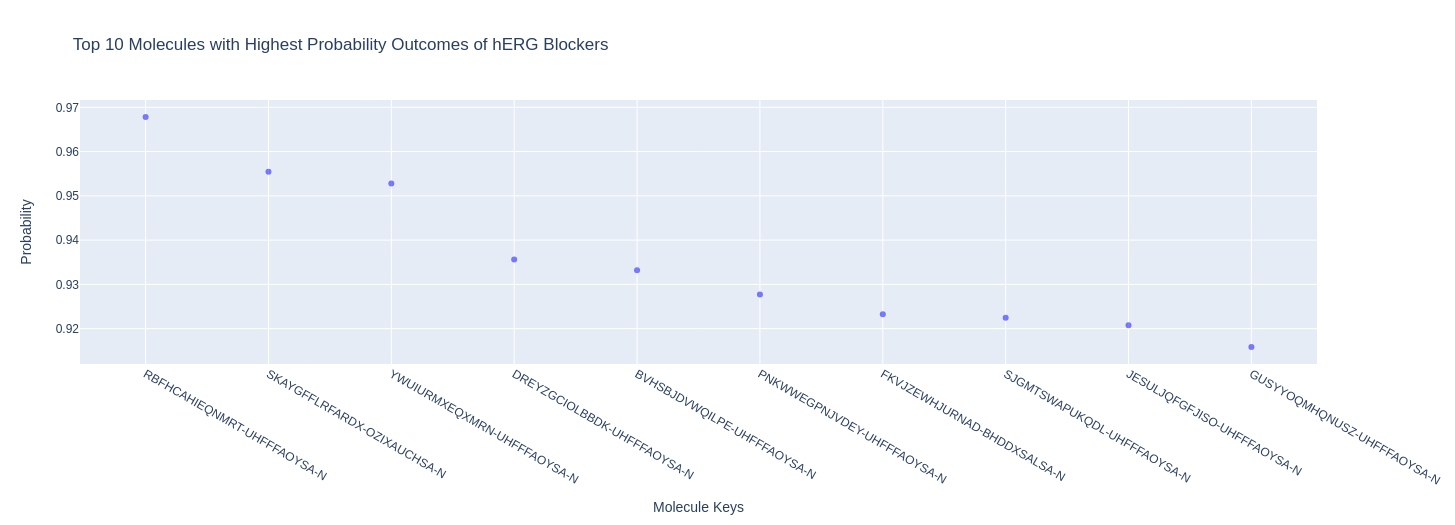 Top 10 Molecules with Highest Probability Outcomes of hERG Blockers
0.97
0.96
0.95
0.94
0.93
0.92
Probability
RBFHCAHIEQNMRT-UHFFFAOYSA-N
SKAYGFFLRFARDX-OZIXAUCHSA-N
YWUIURMXEQXMRN-UHFFFAOYSA-N
DREYZGCIOLBBDK-UHFFFAOYSA-N
BVHSBJDVWQILPE-UHFFFAOYSA-N
PNKWWEGPNJVDEY-UHFFFAOYSA-N
FKVJZEWHJURNAD-BHDDXSALSA-N
SJGMTSWAPUKQDL-UHFFFAOYSA-N
JESULJQFGFJISO-UHFFFAOYSA-N
GUSYYOQMHQNUSZ-UHFFFAOYSA-N
Molecule Keys